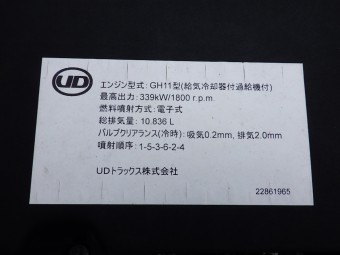 UD
エンジン型式：GH11型(給気冷却器付過給機付)
最高出力：339kW/1800 r.p.m.
燃料噴射方式：電子式
総排気量：10.836 L
バルブクリアランス(冷時)：吸気0.2mm, 排気2.0mm
噴射順序：1-5-3-6-2-4
UDトラックス株式会社
22861965